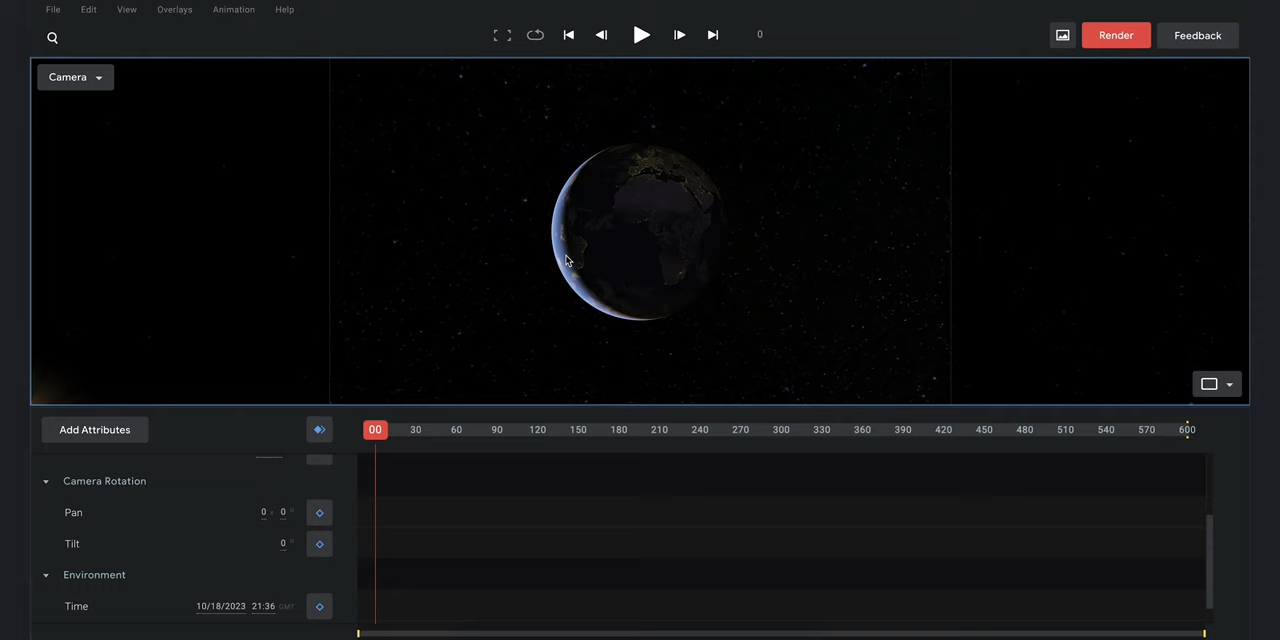 File Edit View Overlays Animation Help
0 Render Feedback
Camera
Add Attributes 00 30 60 90 120 150 180 210 240 270 300 330 360 390 420 450 480 510 540 570 600
Camera Rotation
Pan 0 x 0 °
Tilt 0 °
Environment
Time 10/18/2023 21:36 GMT